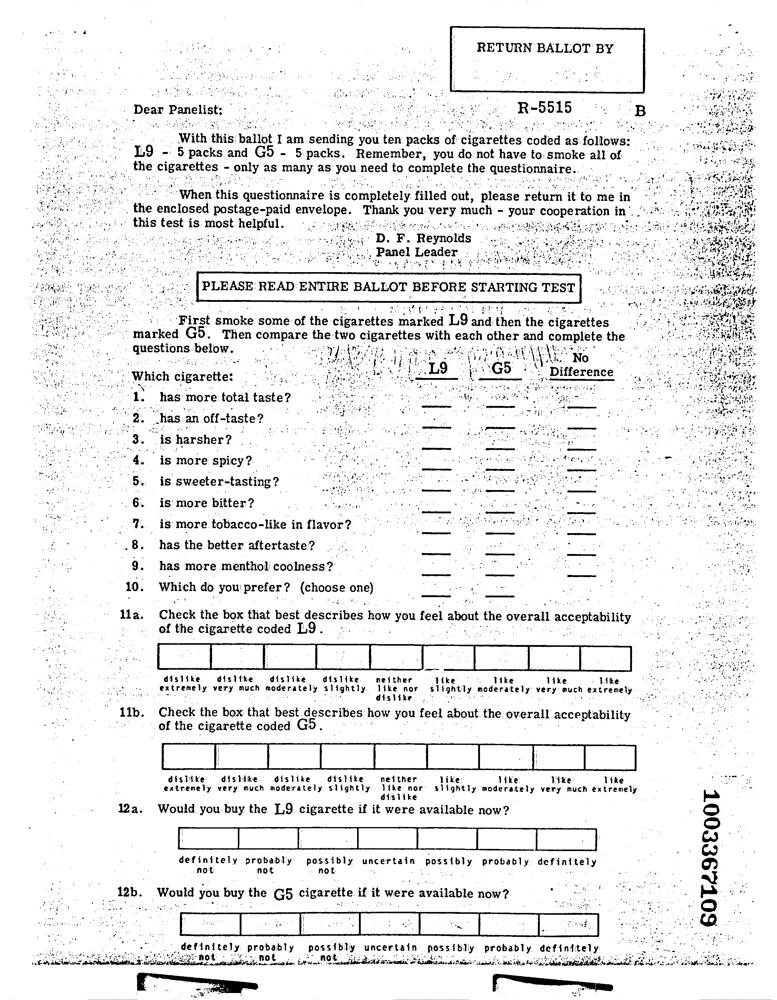 RETURN BALLOT BY
Dear Panelist:
R-5515 B
With this ballot I am sending you ten packs of cigarettes coded as follows:
L9 - 5 packs and G5 - 5 packs. Remember, you do not have to smoke all of
the cigarettes - only as many as you need to complete the questionnaire.
When this questionnaire is completely filled out, please return it to me in
the enclosed postage-paid envelope. Thank you very much - your cooperation in
this test is most helpful.
D. F. Reynolds
Panel Leader
PLEASE READ ENTIRE BALLOT BEFORE STARTING TEST
First smoke some of the cigarettes marked L9 and then the cigarettes
marked G5. Then compare the two cigarettes with each other and complete the
questions below.
Which cigarette: L9 G5 No Difference
1. has more total taste?
2. has an off-taste?
3. is harsher?
4. is more spicy?
5. is sweeter-tasting?
6. is more bitter?
7. is more tobacco-like in flavor?
8. has the better aftertaste?
9. has more menthol coolness?
10. Which do you prefer? (choose one)
11a. Check the box that best describes how you feel about the overall acceptability
of the cigarette coded L9.
dislike dislike dislike dislike neither like like like like
extremely very much moderately slightly like nor slightly moderately very much extremely
dislike
11b. Check the box that best describes how you feel about the overall acceptability
of the cigarette coded G5.
dislike dislike dislike dislike neither like like like like
extremely very much moderately slightly like nor slightly moderately very much extremely
dislike
12a. Would you buy the L9 cigarette if it were available now?
definitely probably possibly uncertain possibly probably definitely
not not not
12b. Would you buy the G5 cigarette if it were available now?
definitely probably possibly uncertain possibly probably definitely
not not not
1003367109